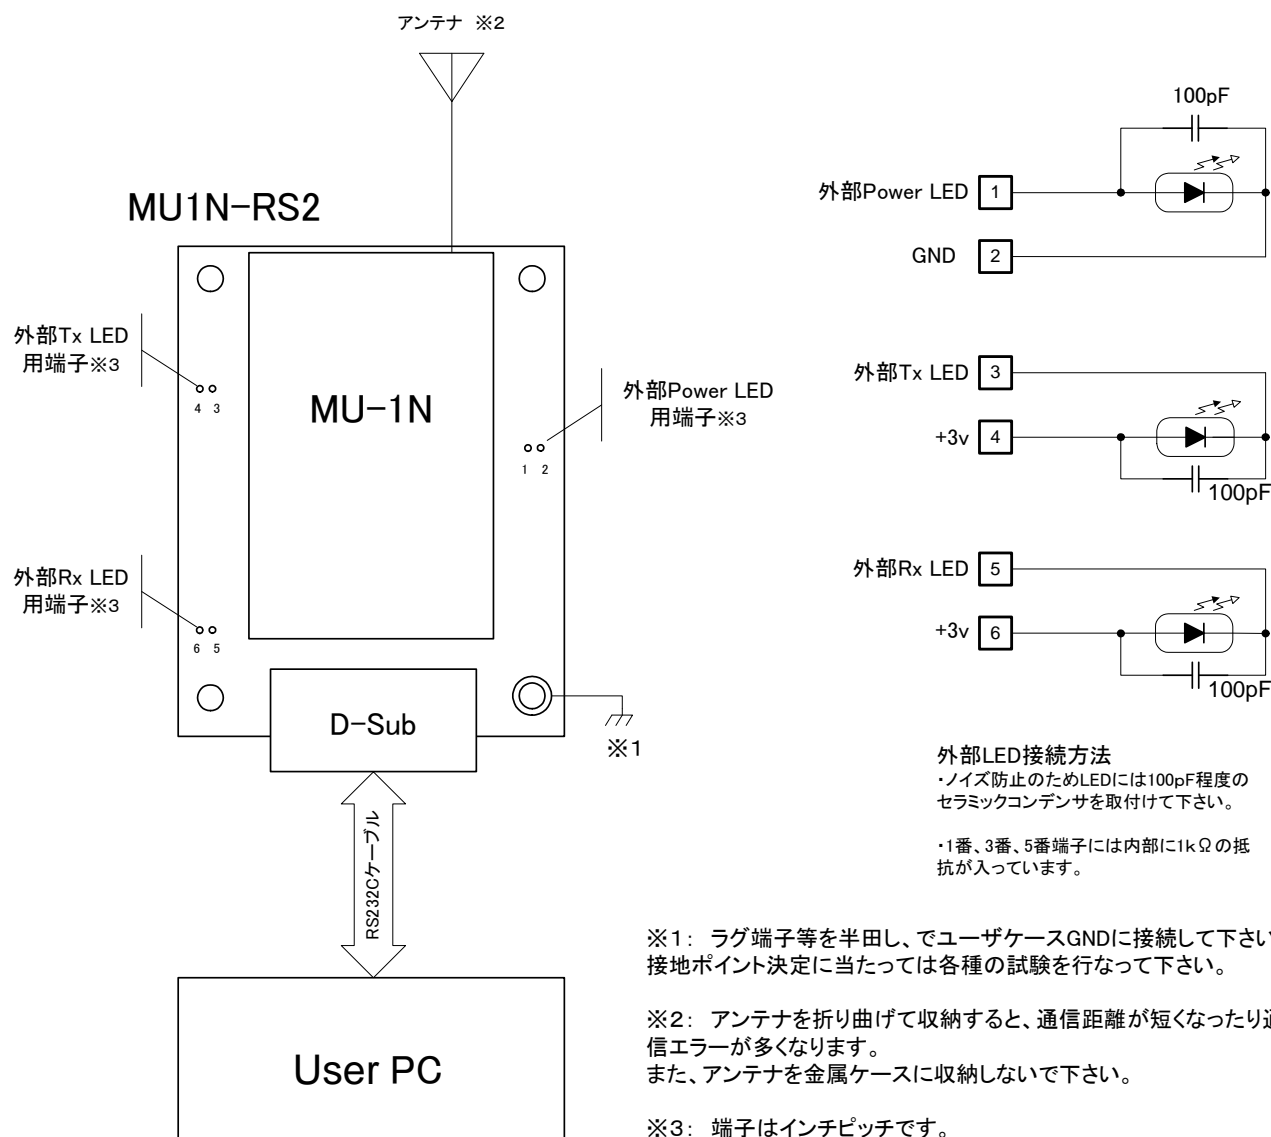 アンテナ ※2
MU1N-RS2
外部Tx LED
用端子※3
4 3
MU-1N
外部Power LED
用端子※3
1 2
外部Rx LED
用端子※3
6 5
D-Sub
※1
RS232Cケーブル
User PC
100pF
外部Power LED 1
GND 2
外部Tx LED 3
+3v 4
100pF
外部Rx LED 5
+3v 6
100pF
外部LED接続方法
・ノイズ防止のためLEDには100pF程度の
セラミックコンデンサを取付けて下さい。
・1番、3番、5番端子には内部に1kΩの抵
抗が入っています。
※1: ラグ端子等を半田し、でユーザケースGNDに接続して下さい
接地ポイント決定に当たっては各種の試験を行なって下さい。
※2: アンテナを折り曲げて収納すると、通信距離が短くなったり通
信エラーが多くなります。
また、アンテナを金属ケースに収納しないで下さい。
※3: 端子はインチピッチです。